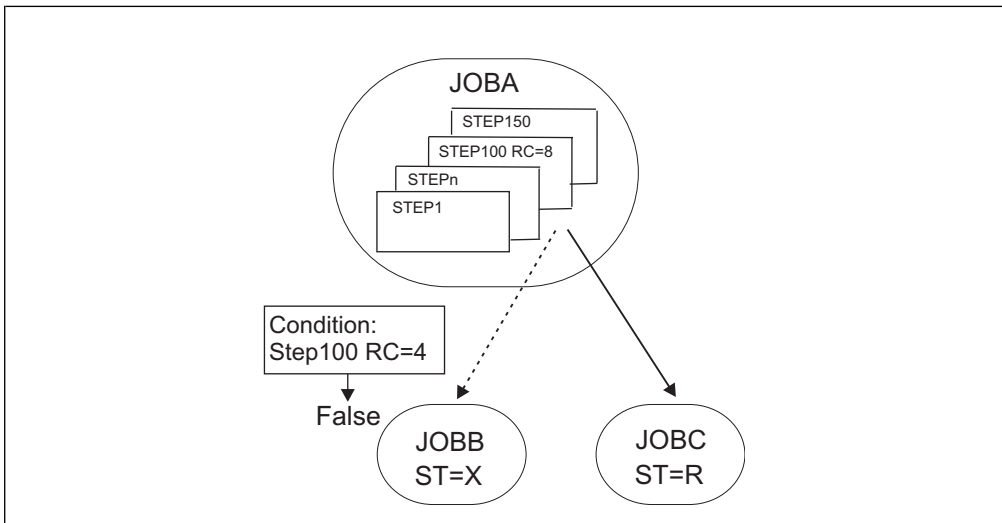 JOBA
STEP150
STEP100 RC=8
STEPn
STEP1
Condition:
Step100 RC=4
False
JOBB
ST=X
JOBC
ST=R